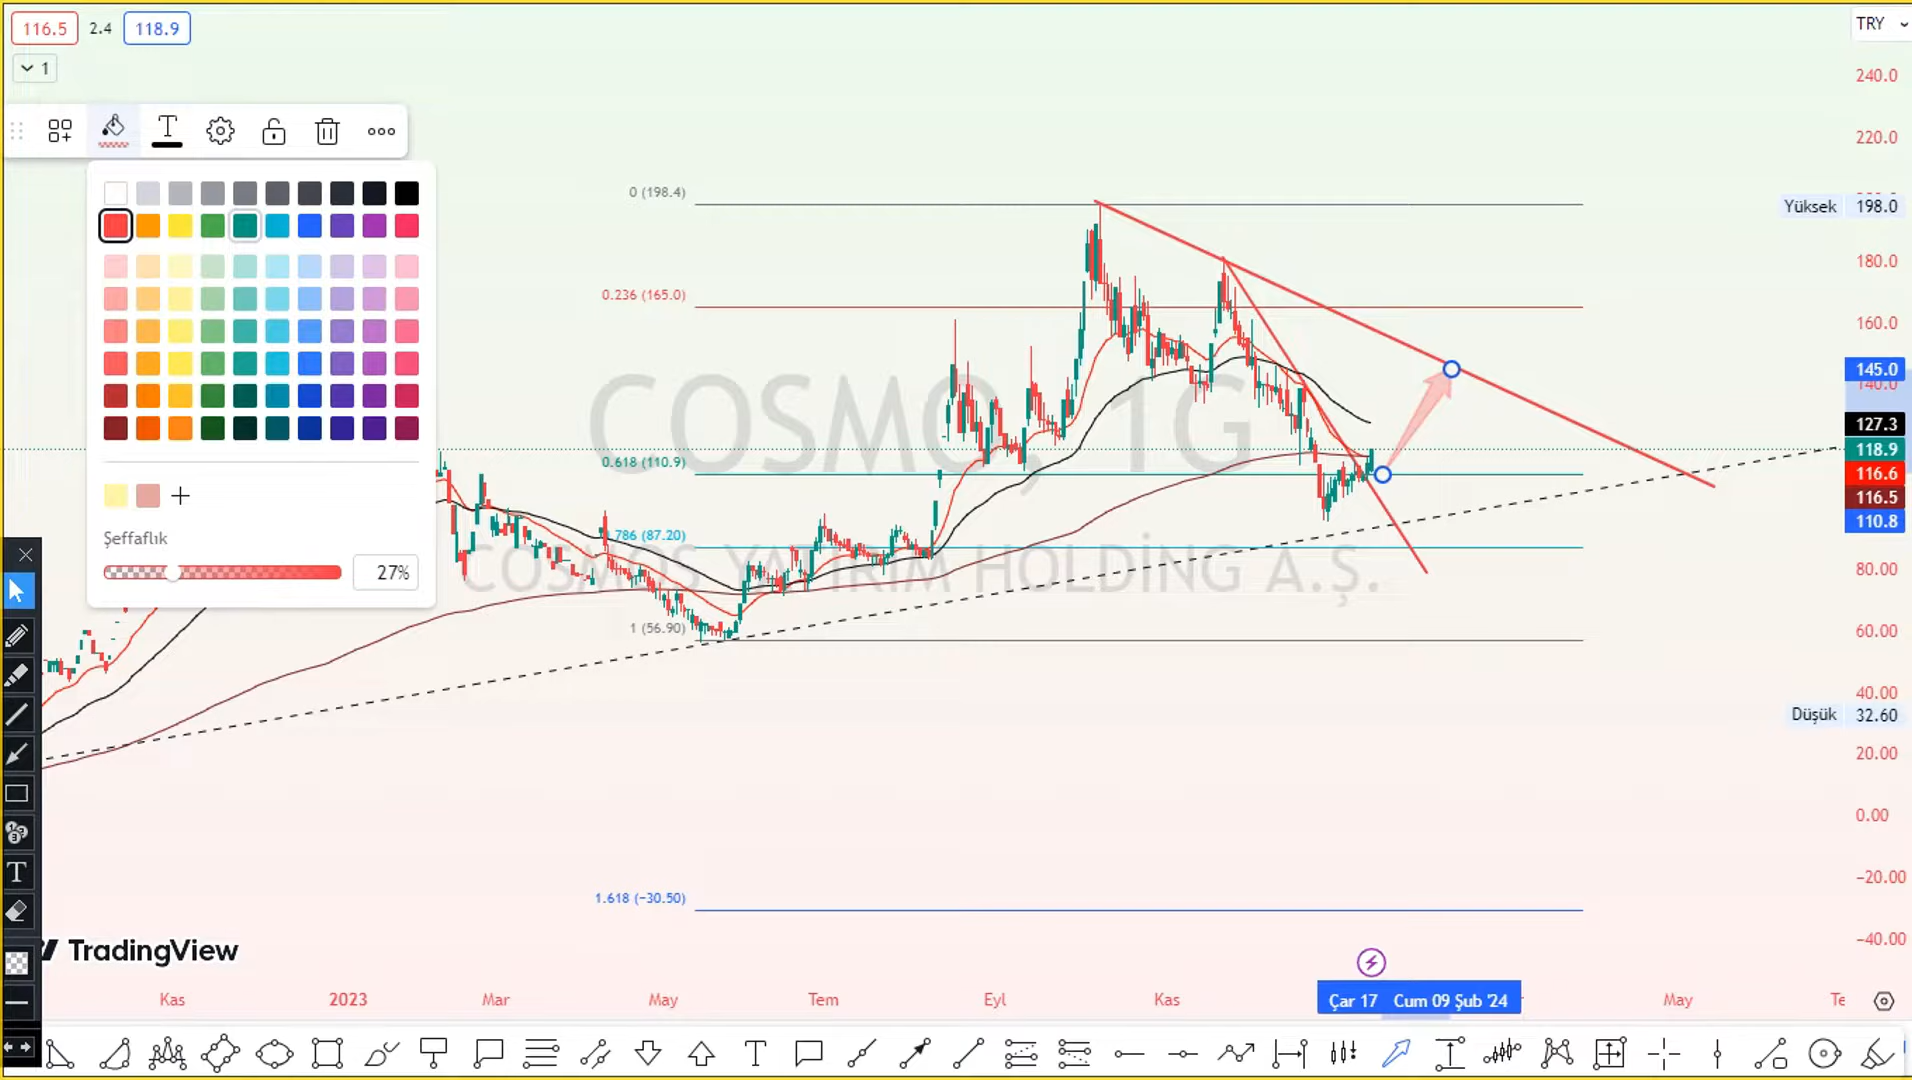 116.5 2.4 118.9
TRY
1
240.0
220.0
0 (198.4)
Yüksek 198.0
180.0
0.236 (165.0)
160.0
145.0
140.0
127.3
COSMO, 1G
118.9
0.618 (110.9)
116.6
116.5
110.8
786 (87.20)
COSMOS YATIRIM HOLDİNG A.Ş.
Şeffaflık
27%
80.00
1 (56.90)
60.00
40.00
Düşük 32.60
20.00
0.00
−20.00
1.618 (−30.50)
−40.00
TradingView
Kas 2023 Mar May Tem Eyl Kas Çar 17 Cum 09 Şub '24 May Te